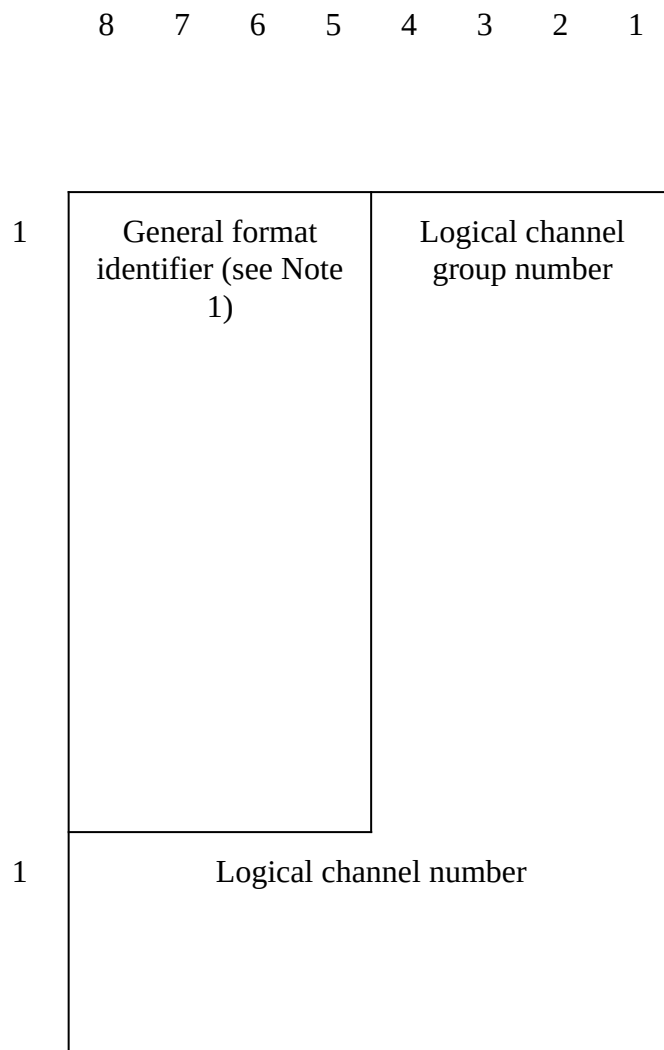 8 7 6 5 4 3 2 1
1 General format Logical channel
identifier (see Note group number
1)
1 Logical channel number